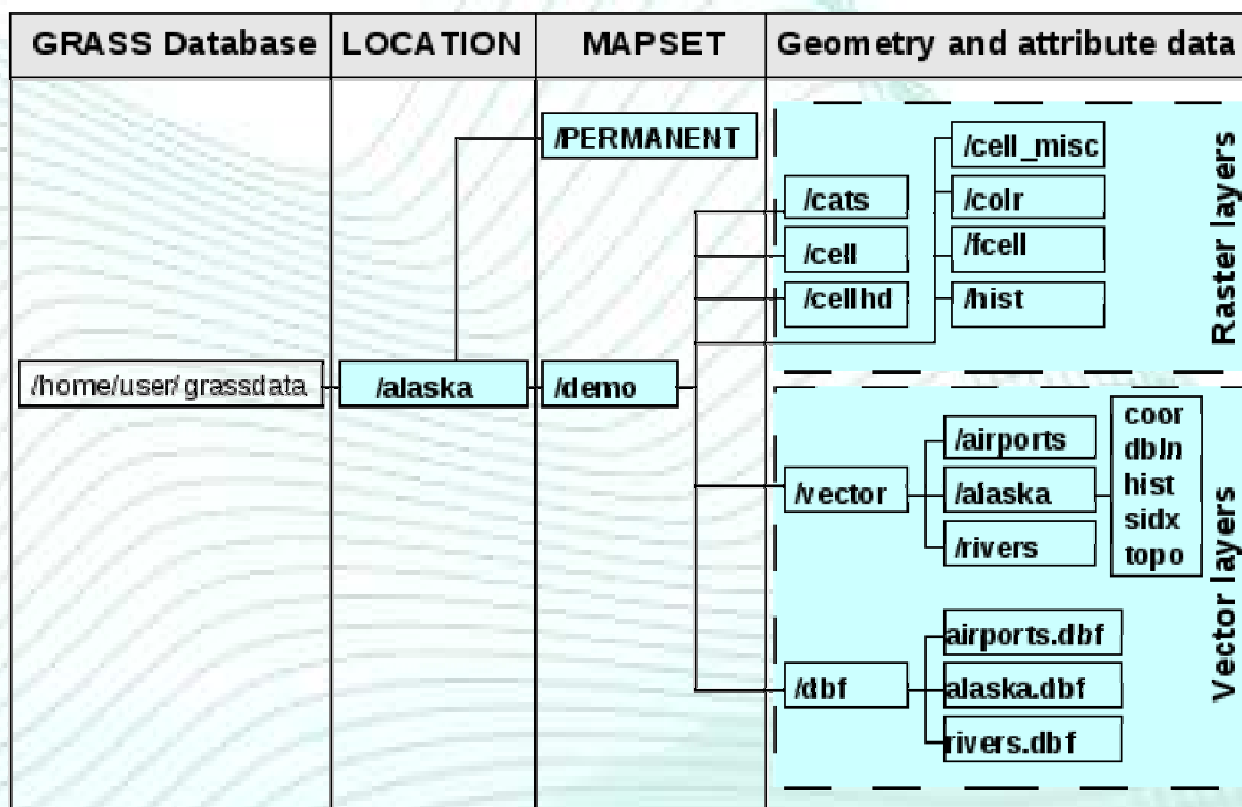 GRASS Database
LOCATION
MAPSET
Geometry and attribute data
/home/user/grassdata
/alaska
/PERMANENT
/demo
/cats
/cell
/cellhd
/cell_misc
/colr
/fcell
/hist
Raster layers
/vector
/airports
/alaska
/rivers
coor
dbln
hist
sidx
topo
/dbf
airports.dbf
alaska.dbf
rivers.dbf
Vector layers